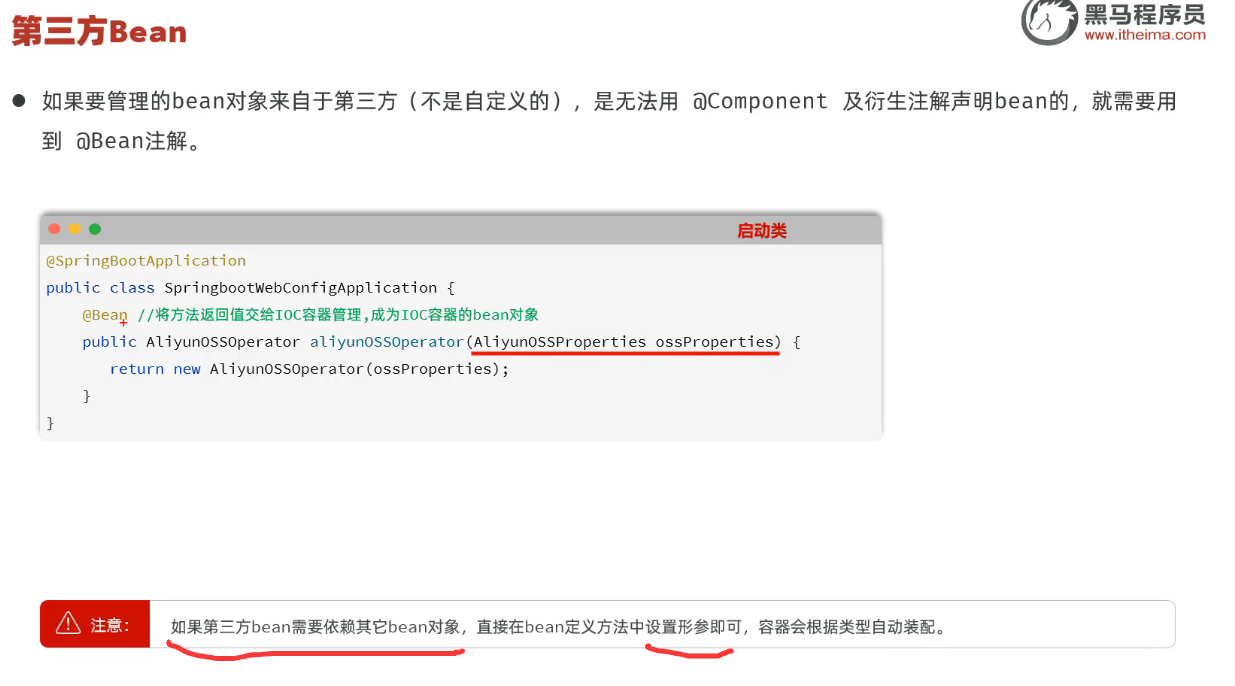 第三方Bean
黑马程序员
www.itheima.com
如果要管理的bean对象来自于第三方（不是自定义的），是无法用 @Component 及衍生注解声明bean的，就需要用
到 @Bean注解。
启动类
@SpringBootApplication
public class SpringbootWebConfigApplication {
@Bean //将方法返回值交给IOC容器管理,成为IOC容器的bean对象
public AliyunOSSOperator aliyunOSSOperator(AliyunOSSProperties ossProperties) {
return new AliyunOSSOperator(ossProperties);
}
}
注意：
如果第三方bean需要依赖其它bean对象，直接在bean定义方法中设置形参即可，容器会根据类型自动装配。